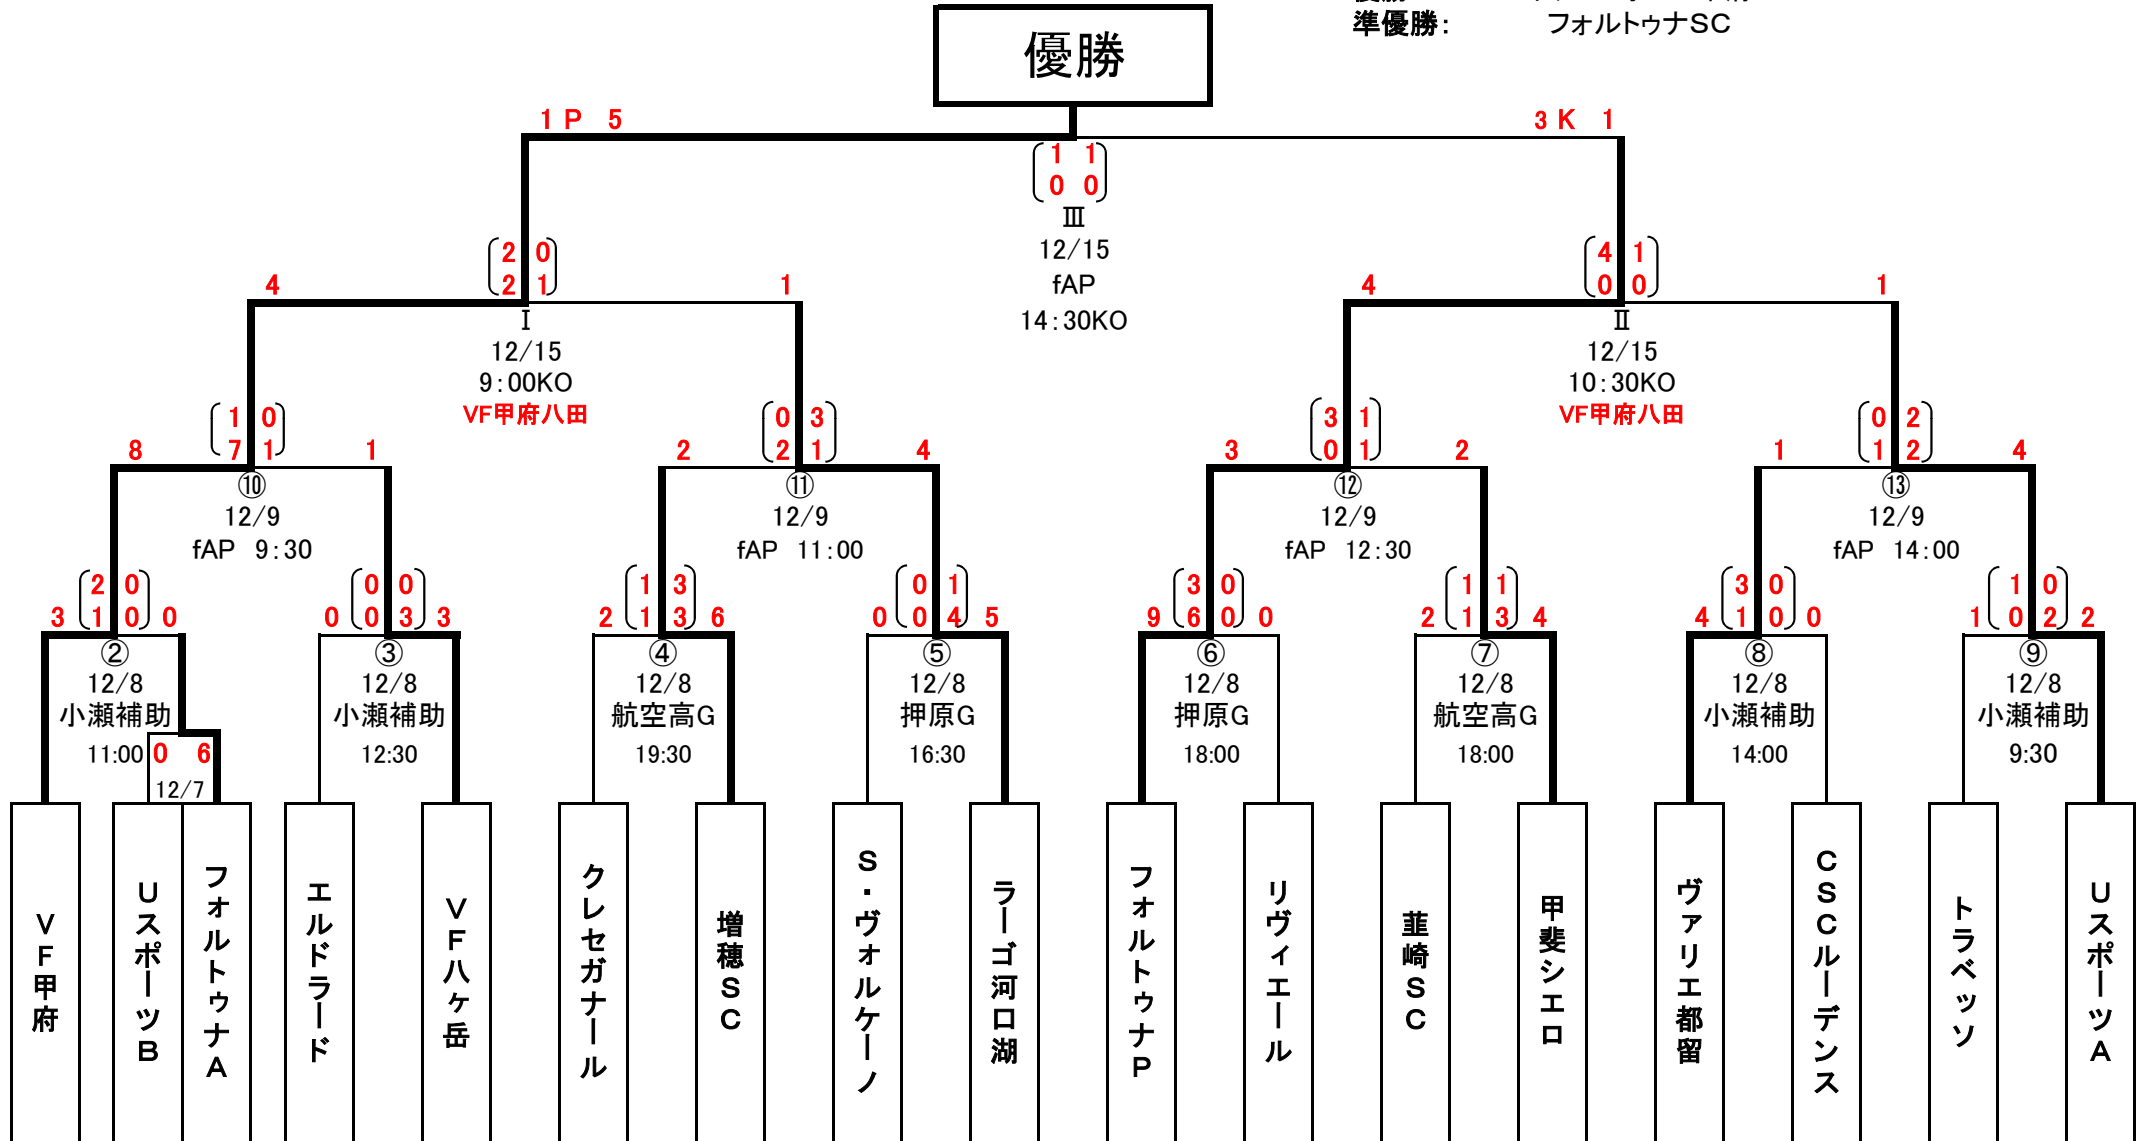 準優勝： フォルトゥナSC
優勝
1 P 5
3 K 1
1 1
0 0
Ⅲ
12/15
fAP
14：30KO
4
2 0
2 1
1
Ⅰ
12/15
9：00KO
VF甲府八田
4
4 1
0 0
1
Ⅱ
12/15
10：30KO
VF甲府八田
8
1 0
7 1
1
⑩
12/9
fAP 9：30
2
0 3
2 1
4
⑪
12/9
fAP 11：00
3
3 1
0 1
2
⑫
12/9
fAP 12：30
1
0 2
1 2
4
⑬
12/9
fAP 14：00
2 0
3 1 0 0
②
12/8
小瀬補助
11:00
0 6
12/7
0 0
0 0 3 3
③
12/8
小瀬補助
12:30
1 3
2 1 3 6
④
12/8
航空高G
19:30
0 1
0 0 4 5
⑤
12/8
押原G
16:30
3 0
9 6 0 0
⑥
12/8
押原G
18:00
1 1
2 1 3 4
⑦
12/8
航空高G
18:00
3 0
4 1 0 0
⑧
12/8
小瀬補助
14:00
1 0
1 0 2 2
⑨
12/8
小瀬補助
9:30
VF甲府
UスポーツB
フォルトゥナA
エルドラード
VF八ヶ岳
クレセガナール
増穂SC
S・ヴォルケーノ
ラーゴ河口湖
フォルトゥナP
リヴィエール
韮崎SC
甲斐シエロ
ヴァリエ都留
CSCルーデンス
トラベッソ
UスポーツA